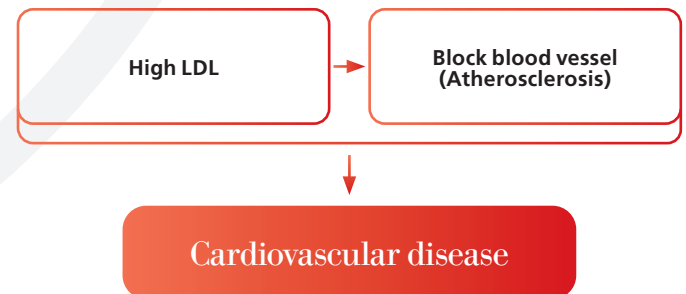 High LDL
Block blood vessel
(Atherosclerosis)
Cardiovascular disease